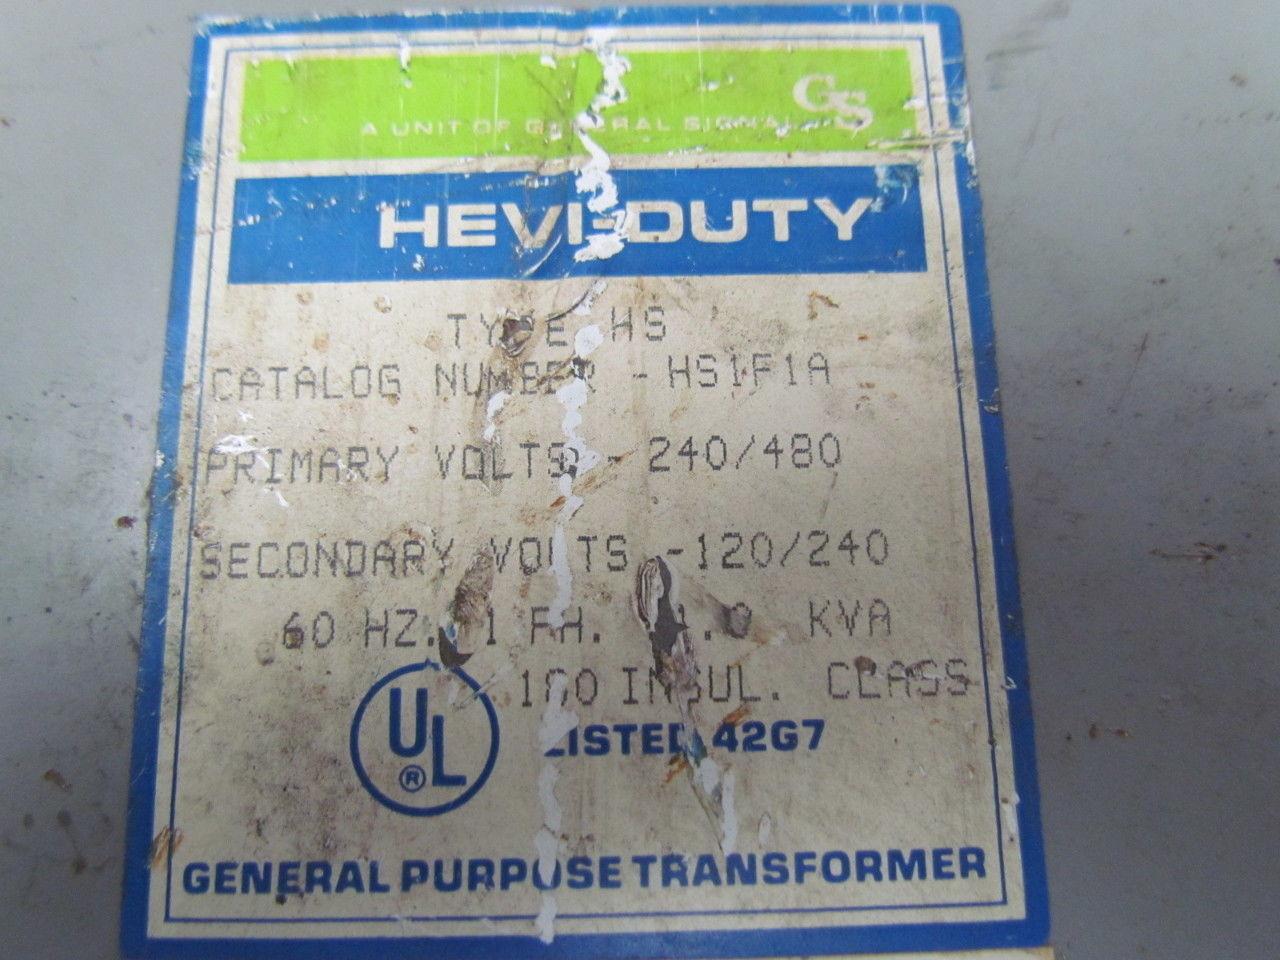 GS
A UNIT OF GENERAL SIGNAL
HEVI-DUTY
TYPE HS
CATALOG NUMBER - HS1F1A
PRIMARY VOLTS - 240/480
SECONDARY VOLTS - 120/240
60 HZ. 1 PH. KVA
INSUL. CLASS
UL ® LISTED 42G7
GENERAL PURPOSE TRANSFORMER